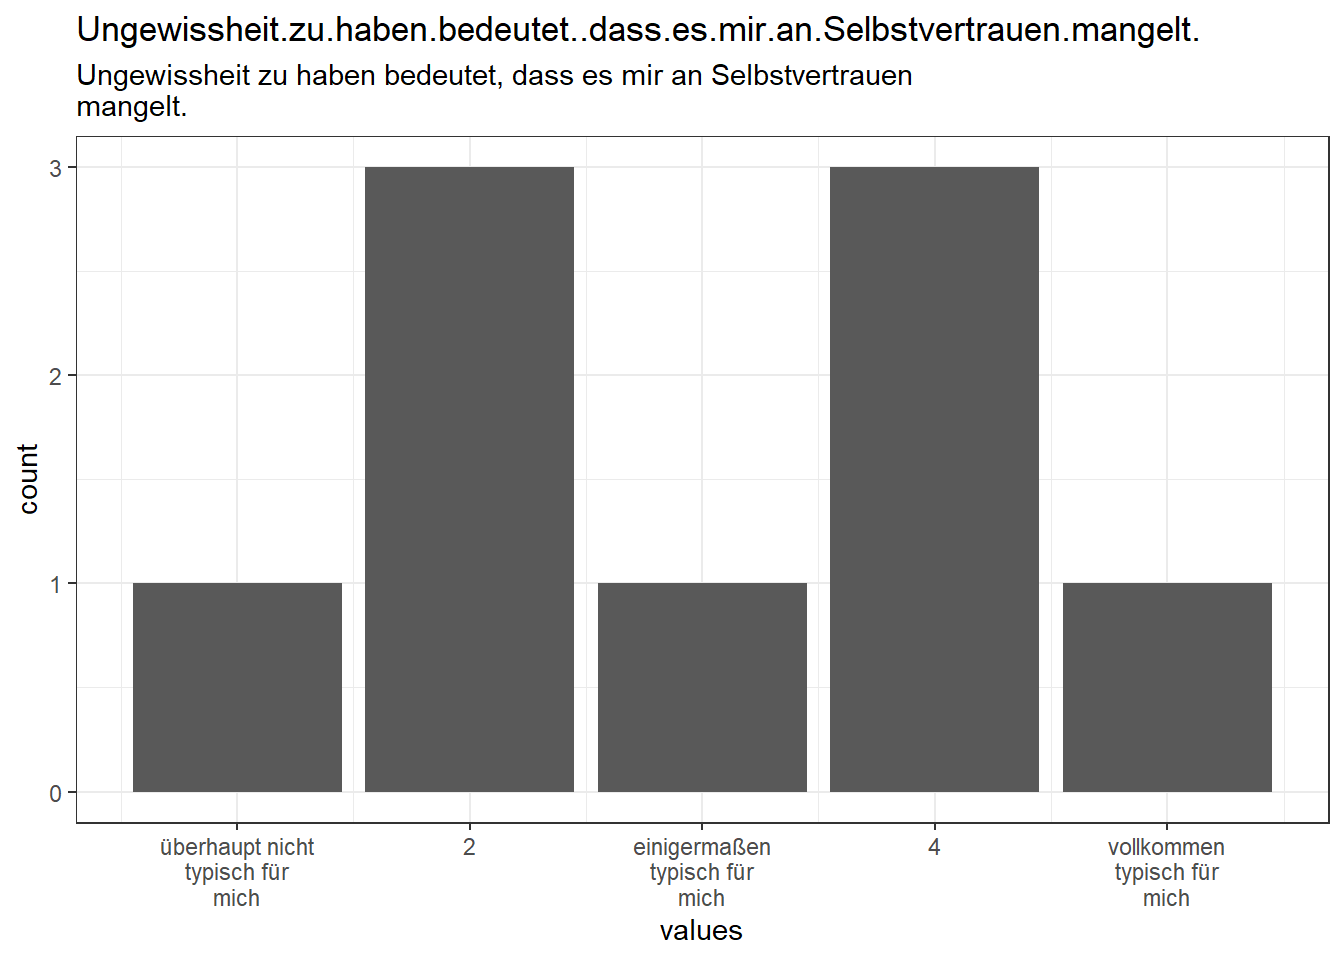 Ungewissheit.zu.haben.bedeutet..dass.es.mir.an.Selbstvertrauen.mangelt.
Ungewissheit zu haben bedeutet, dass es mir an Selbstvertrauen
mangelt.
3
2
1
0
count
überhaupt nicht
typisch für
mich
2
einigermaßen
typisch für
mich
4
vollkommen
typisch für
mich
values